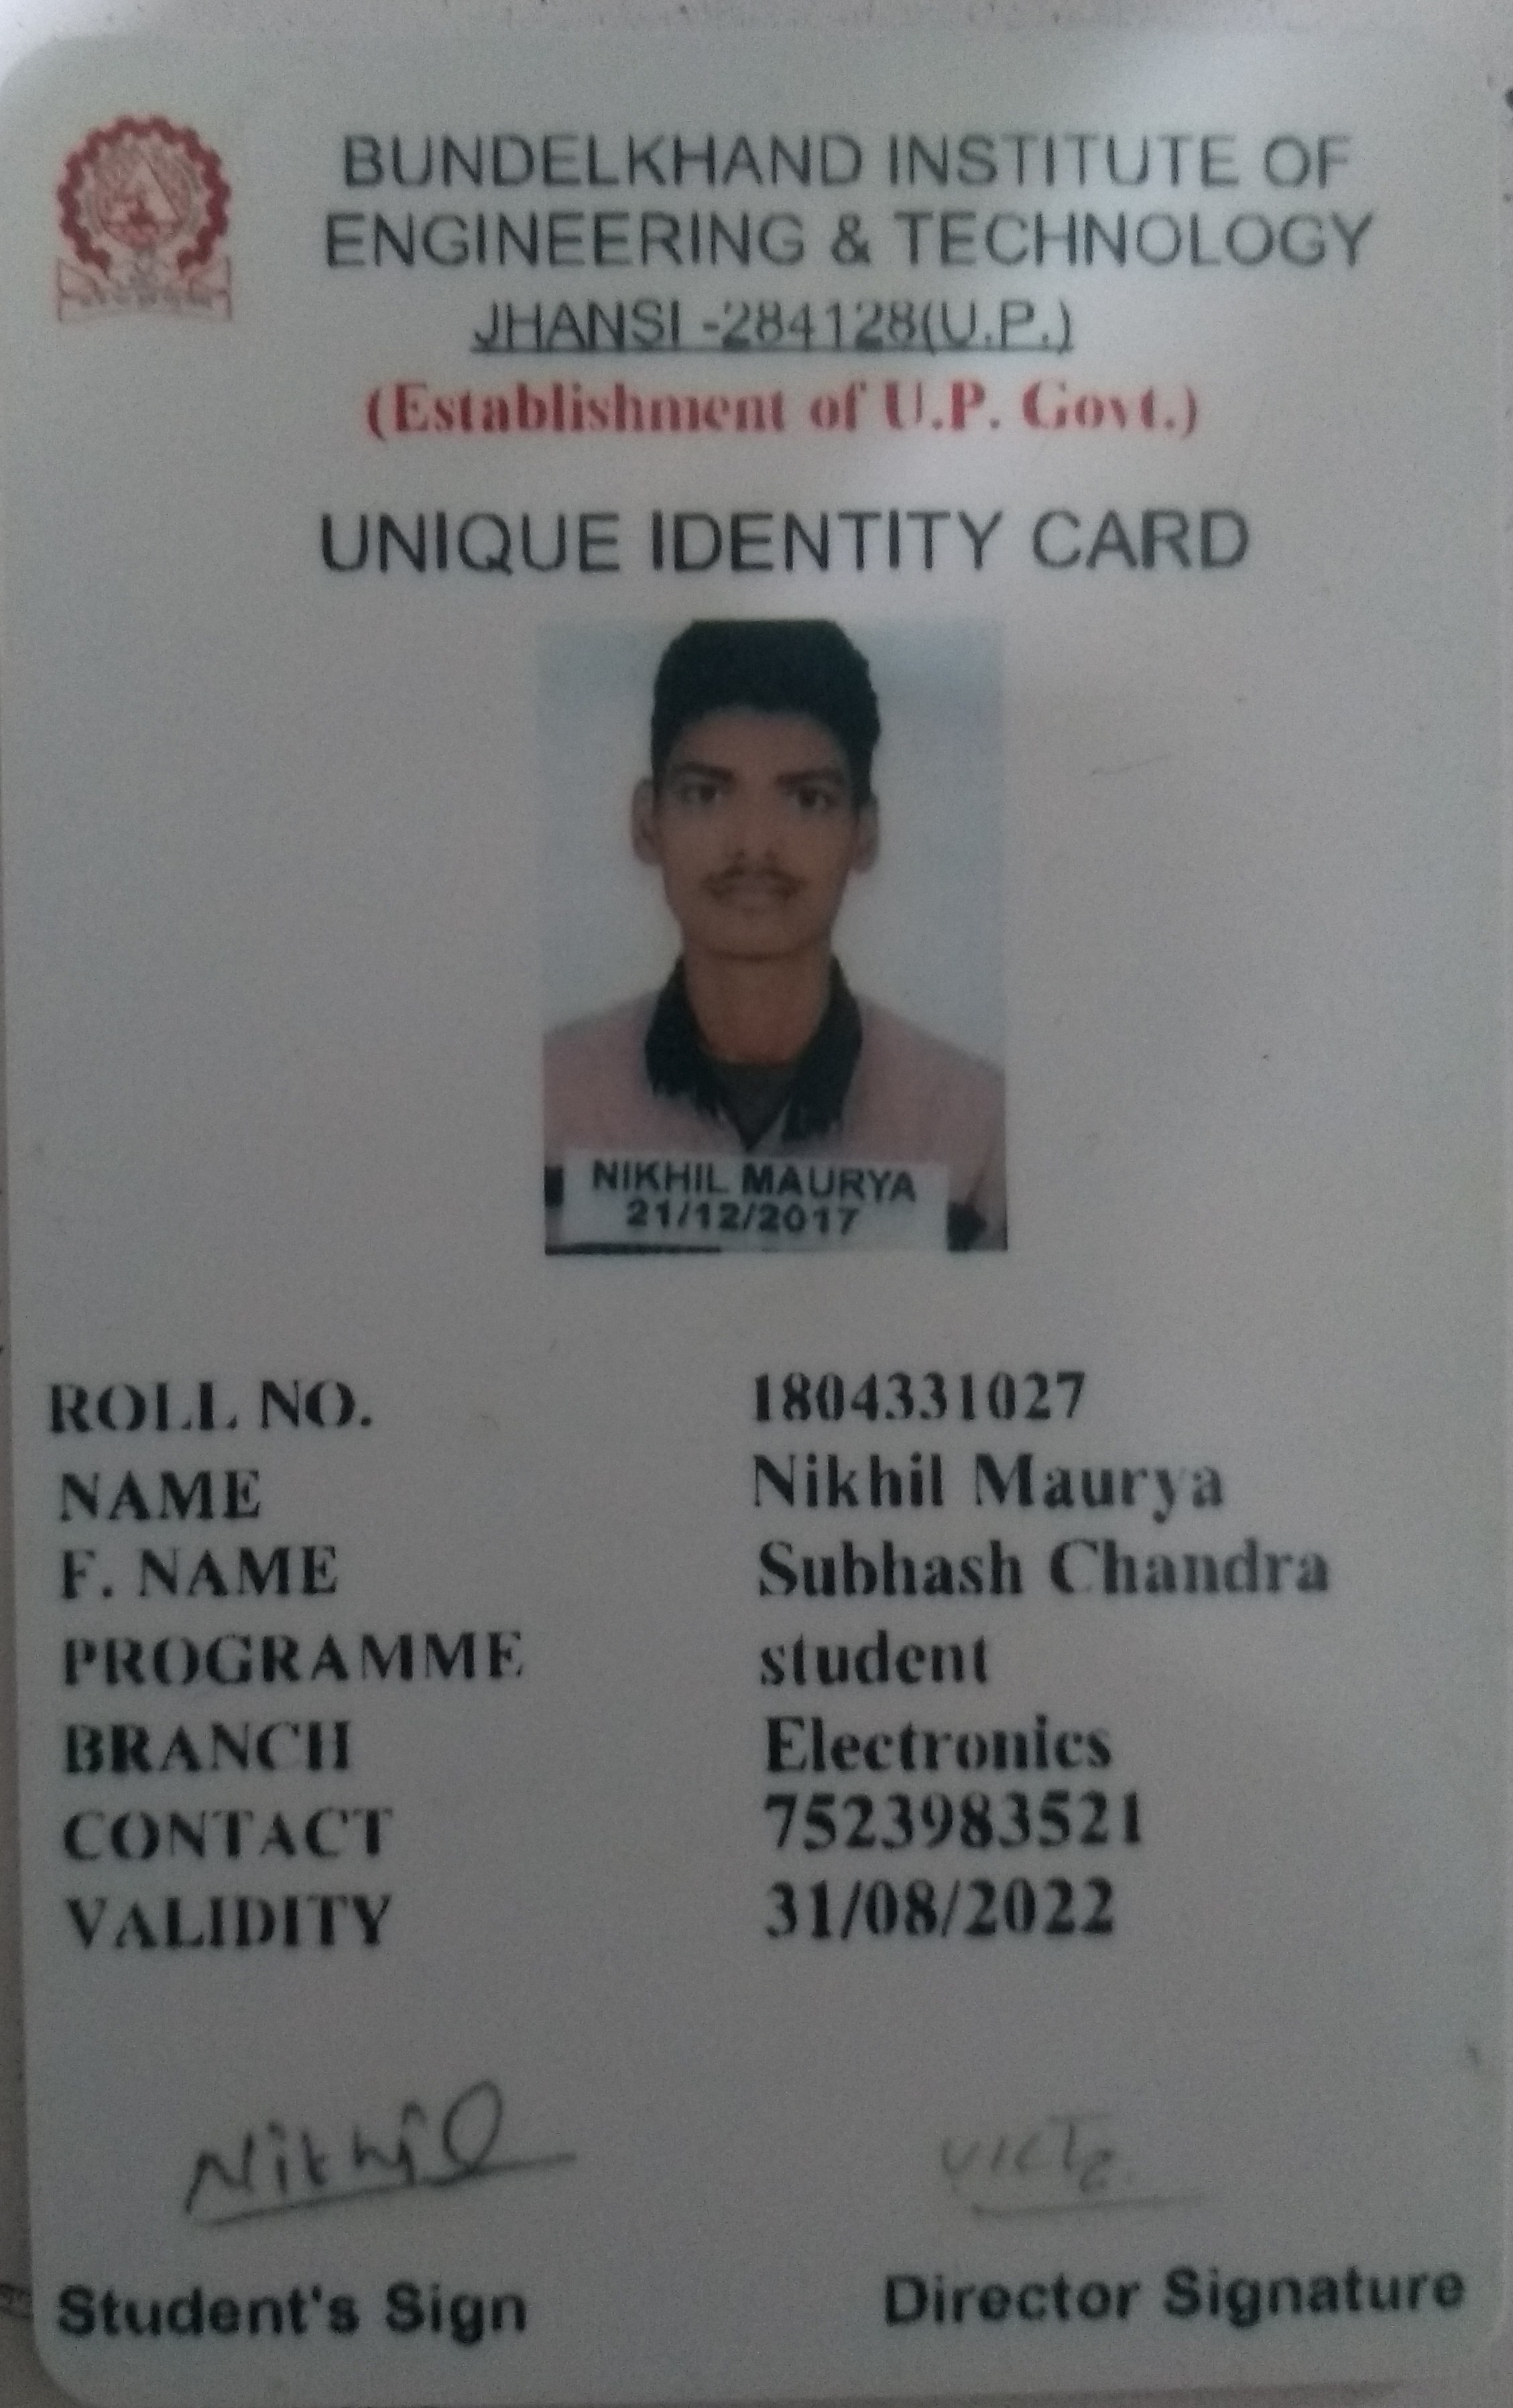 BUNDELKHAND INSTITUTE OF
ENGINEERING & TECHNOLOGY
JHANSI -284128(U.P.)
(Establishment of U.P. Govt.)
UNIQUE IDENTITY CARD
NIKHIL MAURYA
21/12/2017
ROLL NO. 1804331027
NAME Nikhil Maurya
F. NAME Subhash Chandra
PROGRAMME student
BRANCH Electronics
CONTACT 7523983521
VALIDITY 31/08/2022
Nikhil
Student's Sign Director Signature